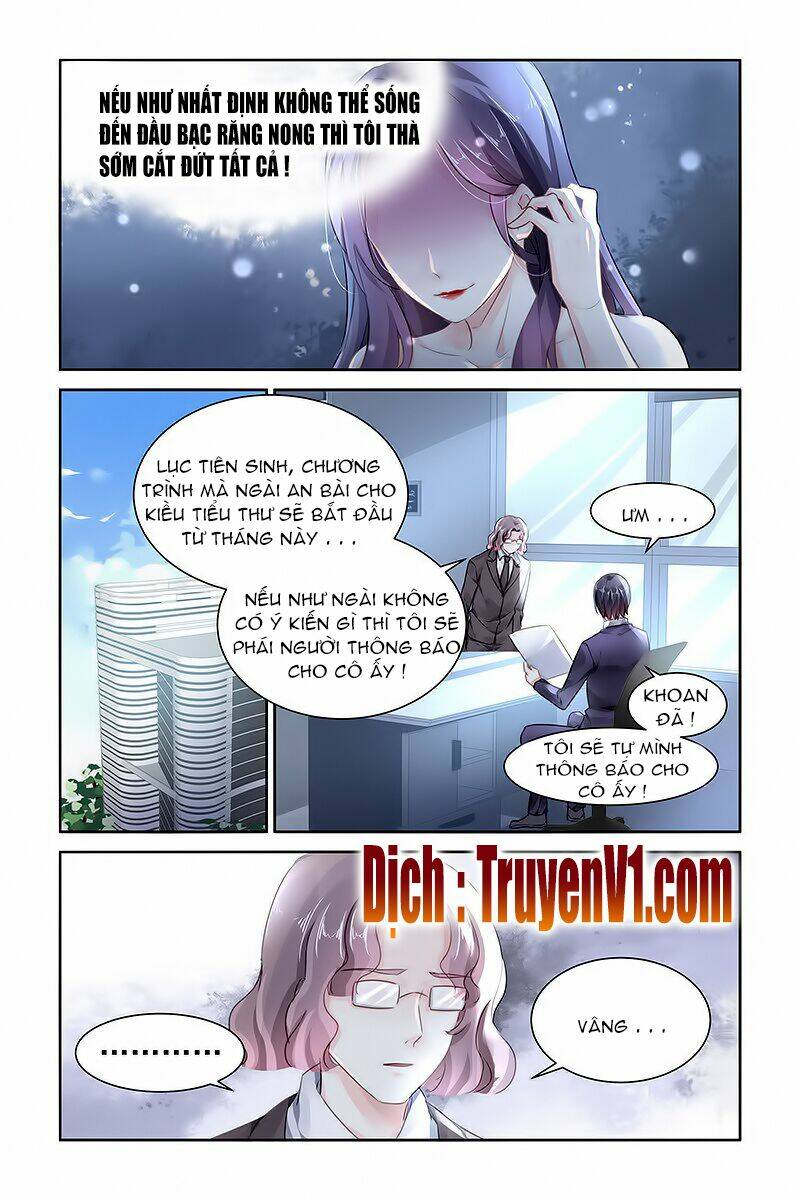 NẾU NHƯ NHẤT ĐỊNH KHÔNG THỂ SỐNG
ĐẾN ĐẦU BẠC RĂNG NONG THÌ TÔI THÀ
SỚM CẮT ĐỨT TẤT CẢ !
LỤC TIÊN SINH, CHƯƠNG
TRÌNH MÀ NGÀI AN BÀI CHO
KIỀU TIỂU THƯ SẼ BẮT ĐẦU
TỪ THÁNG NÀY . . .
NẾU NHƯ NGÀI KHÔNG
CÓ Ý KIẾN GÌ THÌ TÔI SẼ
PHÁI NGƯỜI THÔNG BÁO
CHO CÔ ẤY !
ƯM . . .
KHOAN
ĐÃ !
TÔI SẼ TỰ MÌNH
THÔNG BÁO CHO
CÔ ẤY !
Dịch : TruyenV1.com
.............
VÂNG . . .